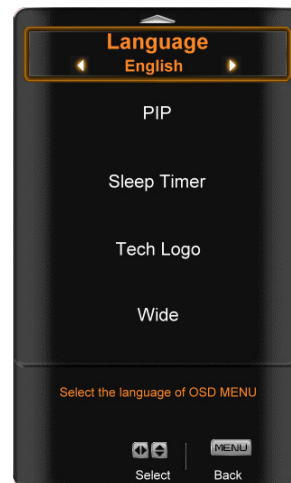 Language
English
PIP
Sleep Timer
Tech Logo
Wide
Select the language of OSD MENU
MENU
Select
Back